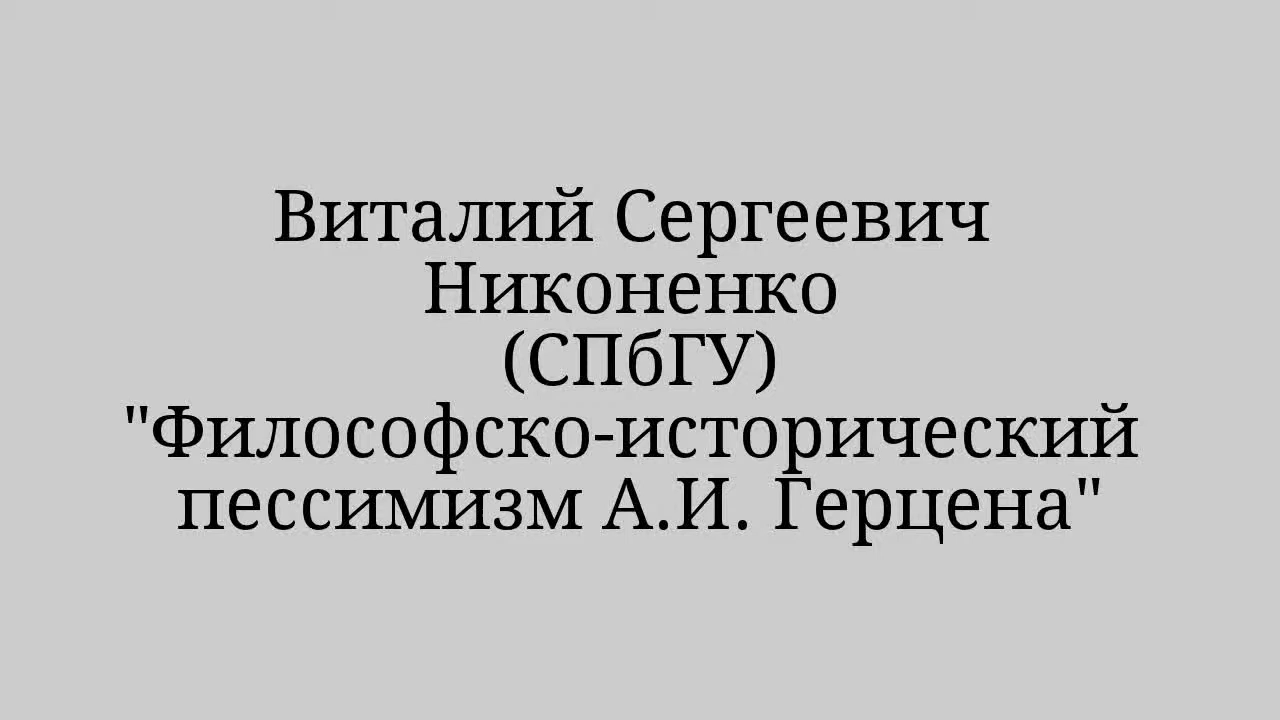 Виталий Сергеевич
Никоненко
(СПбГУ)
"Философско-исторический
пессимизм А.И. Герцена"